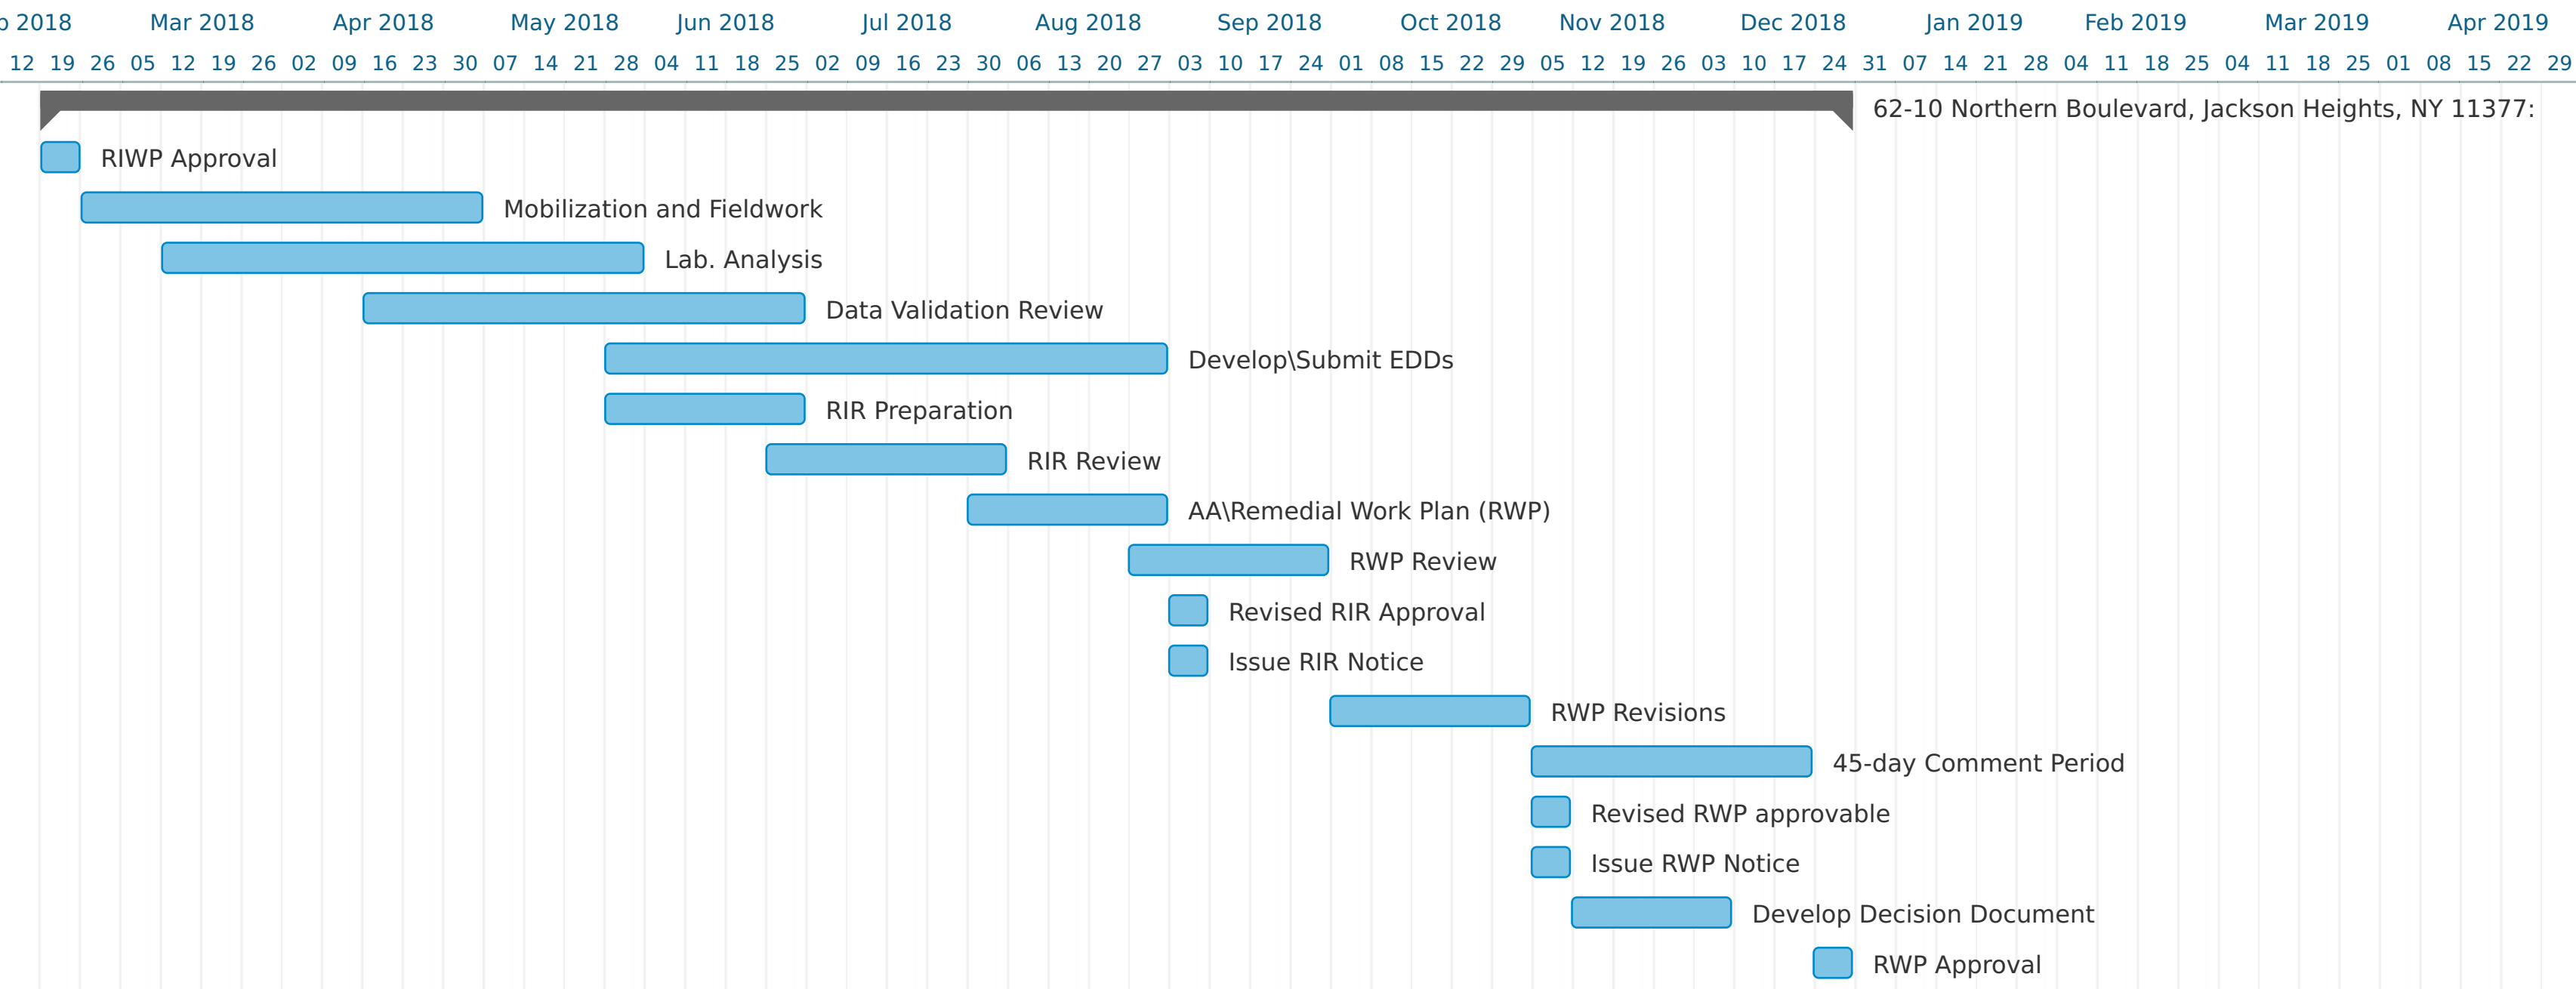 b 2018 Mar 2018 Apr 2018 May 2018 Jun 2018 Jul 2018 Aug 2018 Sep 2018 Oct 2018 Nov 2018 Dec 2018 Jan 2019 Feb 2019 Mar 2019 Apr 2019
12 19 26 05 12 19 26 02 09 16 23 30 07 14 21 28 04 11 18 25 02 09 16 23 30 06 13 20 27 03 10 17 24 01 08 15 22 29 05 12 19 26 03 10 17 24 31 07 14 21 28 04 11 18 25 04 11 18 25 01 08 15 22 29
62-10 Northern Boulevard, Jackson Heights, NY 11377:
RIWP Approval
Mobilization and Fieldwork
Lab. Analysis
Data Validation Review
Develop\Submit EDDs
RIR Preparation
RIR Review
AA\Remedial Work Plan (RWP)
RWP Review
Revised RIR Approval
Issue RIR Notice
RWP Revisions
45-day Comment Period
Revised RWP approvable
Issue RWP Notice
Develop Decision Document
RWP Approval